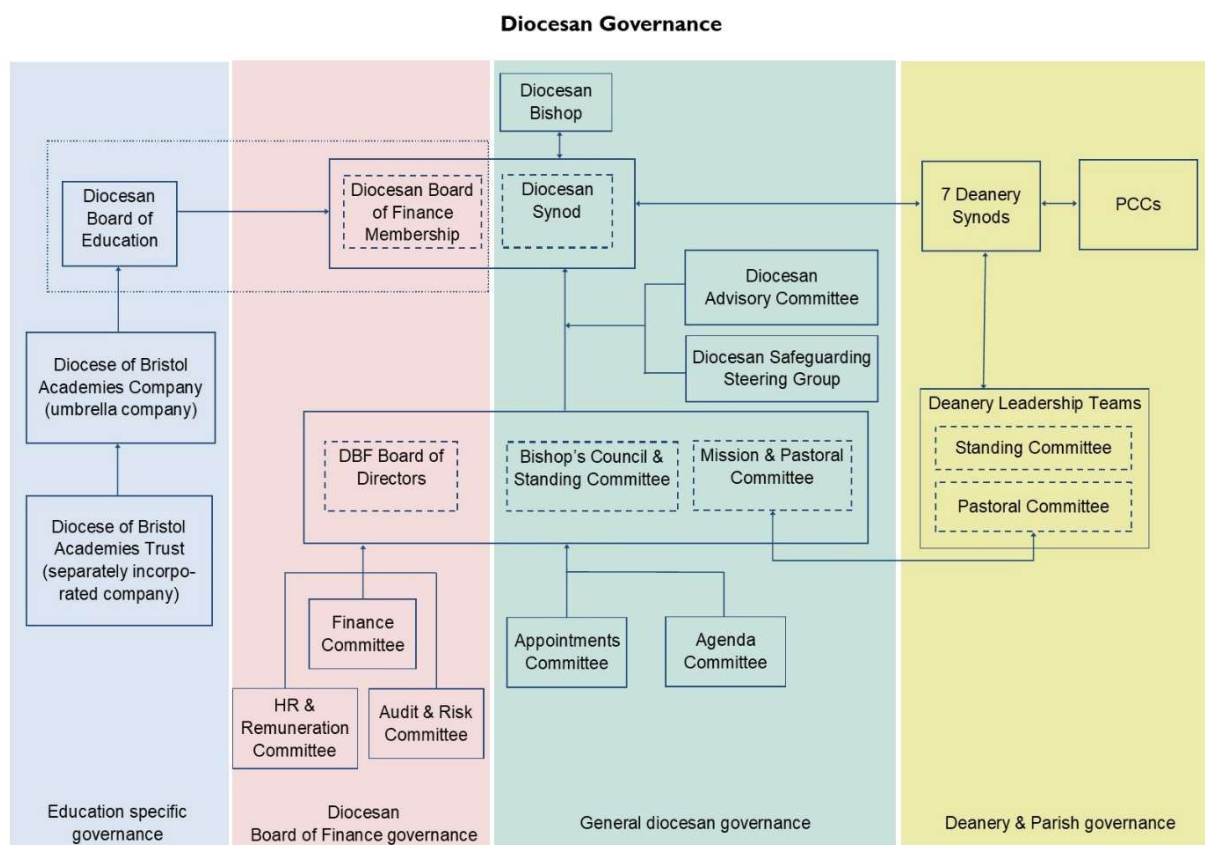 Diocesan Governance
Diocesan
Bishop
Diocesan
Board of
Education
Diocesan Board
of Finance
Membership
Diocesan
Synod
7 Deanery
Synods
PCCs
Diocesan
Advisory Committee
Diocesan Safeguarding
Steering Group
Diocese of Bristol
Academies Company
(umbrella company)
Deanery Leadership Teams
Standing Committee
Pastoral Committee
DBF Board of
Directors
Bishop's Council &
Standing Committee
Mission & Pastoral
Committee
Diocese of Bristol
Academies Trust
(separately incorpo-
rated company)
Finance
Committee
Appointments
Committee
Agenda
Committee
HR &
Remuneration
Committee
Audit & Risk
Committee
Education specific
governance
Diocesan
Board of Finance governance
General diocesan governance
Deanery & Parish governance